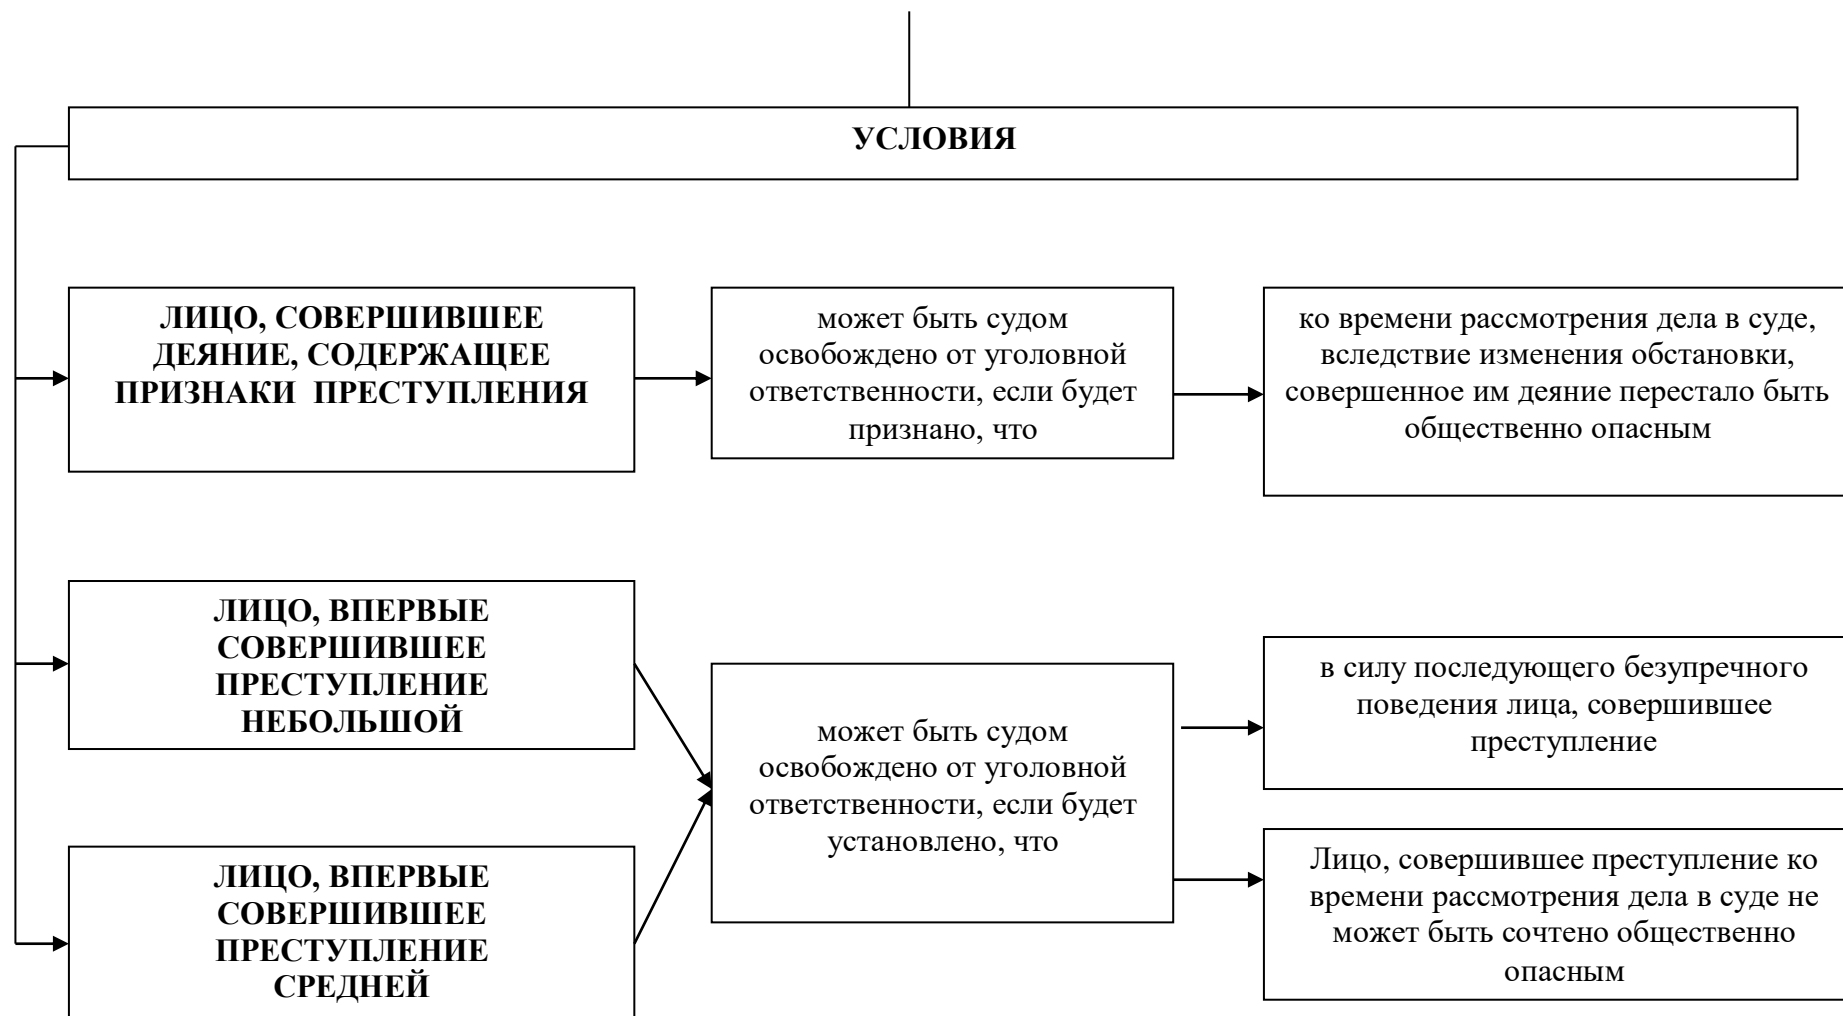 УСЛОВИЯ
ЛИЦО, СОВЕРШИВШЕЕ
ДЕЯНИЕ, СОДЕРЖАЩЕЕ
ПРИЗНАКИ ПРЕСТУПЛЕНИЯ
может быть судом
освобождено от уголовной
ответственности, если будет
признано, что
ко времени рассмотрения дела в суде,
вследствие изменения обстановки,
совершенное им деяние перестало быть
общественно опасным
ЛИЦО, ВПЕРВЫЕ
СОВЕРШИВШЕЕ
ПРЕСТУПЛЕНИЕ
НЕБОЛЬШОЙ
ЛИЦО, ВПЕРВЫЕ
СОВЕРШИВШЕЕ
ПРЕСТУПЛЕНИЕ
СРЕДНЕЙ
может быть судом
освобождено от уголовной
ответственности, если будет
установлено, что
в силу последующего безупречного
поведения лица, совершившее
преступление
Лицо, совершившее преступление ко
времени рассмотрения дела в суде не
может быть сочтено общественно
опасным